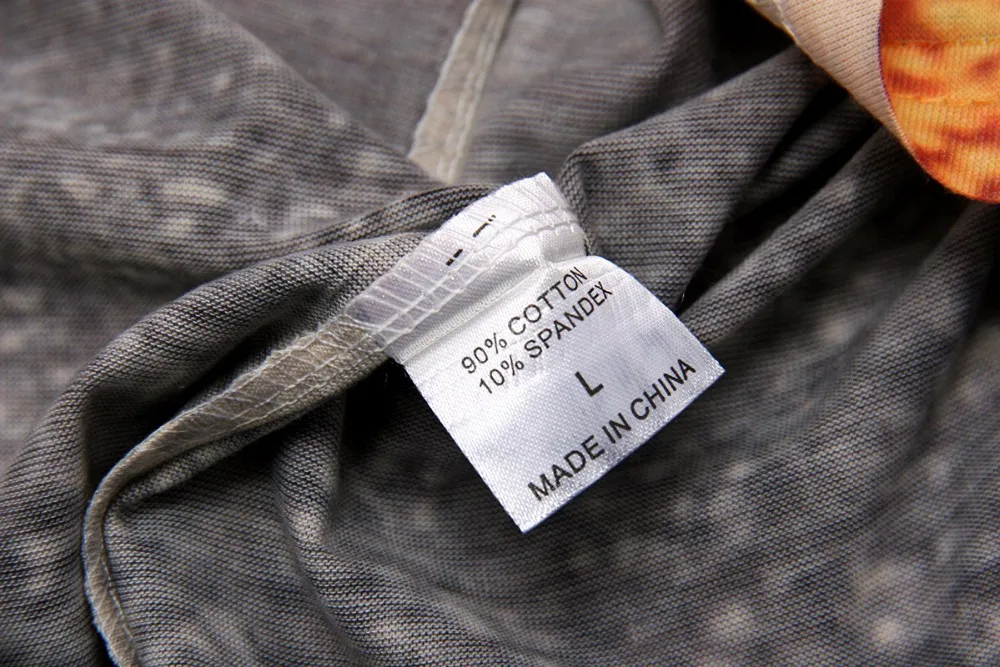 90% COTTON
10% SPANDEX
L
MADE IN CHINA